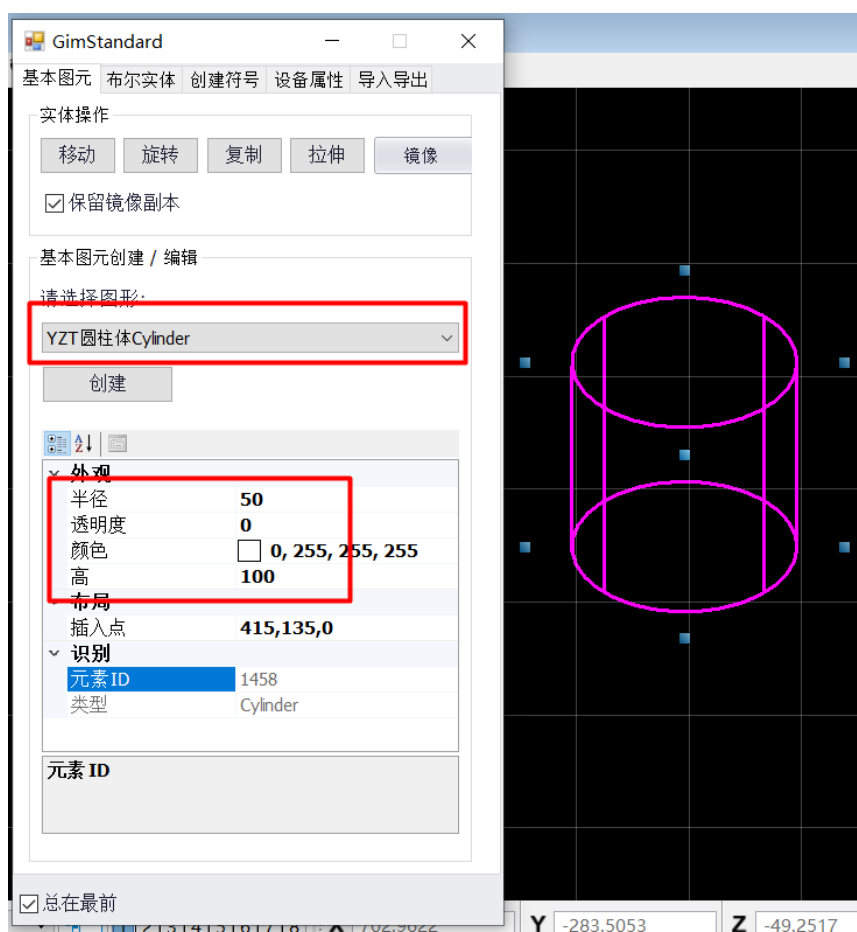 GimStandard
基本图元 布尔实体 创建符号 设备属性 导入导出
实体操作
移动 旋转 复制 拉伸 镜像
保留镜像副本
基本图元创建 / 编辑
请选择图形:
YZT圆柱体Cylinder
创建
外观
半径 50
透明度 0
颜色 0, 255, 255, 255
高 100
布局
插入点 415,135,0
识别
元素ID 1458
类型 Cylinder
元素 ID
总在最前
Y -283.5053 Z -49.2517